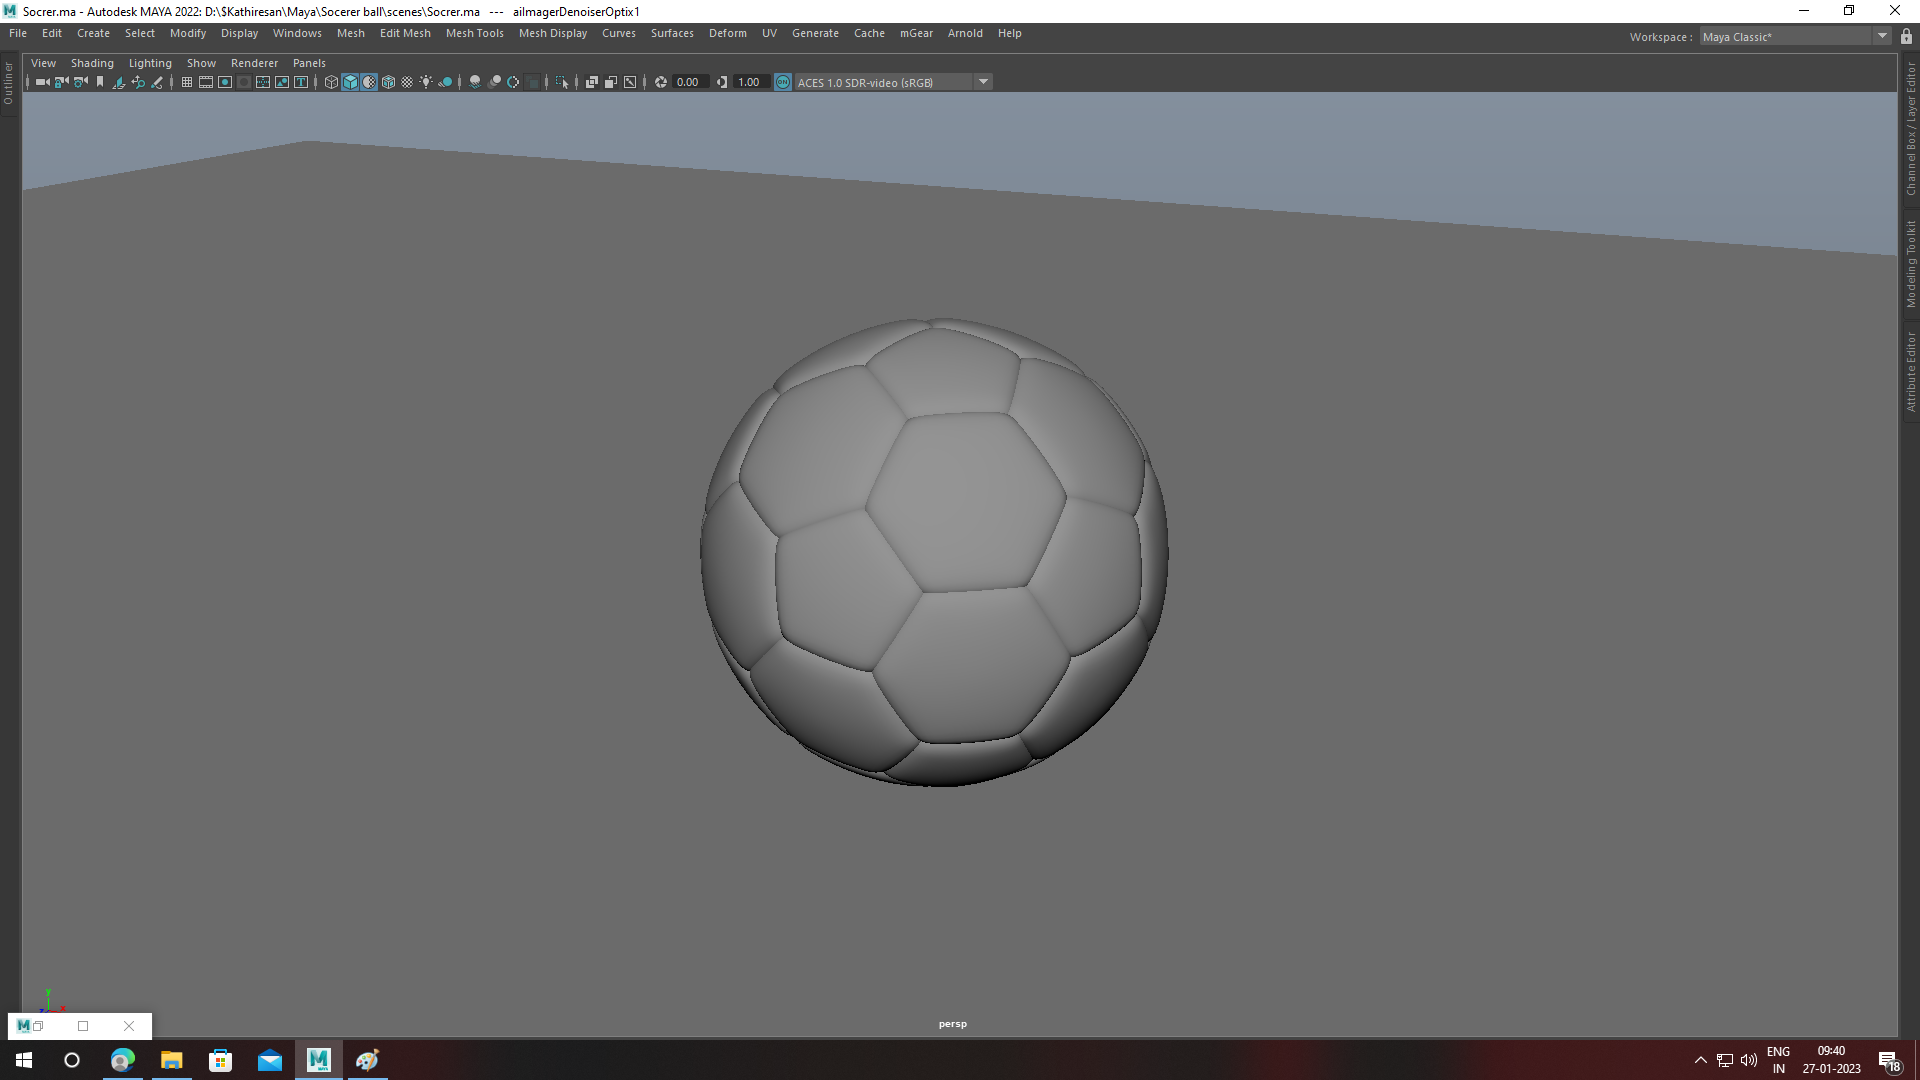 Socrer.ma - Autodesk MAYA 2022: D:\$Kathiresan\Maya\Socerer ball\scenes\Socrer.ma --- aiImagerDenoiserOptix1
File Edit Create Select Modify Display Windows Mesh Edit Mesh Mesh Tools Mesh Display Curves Surfaces Deform UV Generate Cache mGear Arnold Help
Workspace : Maya Classic*
View Shading Lighting Show Renderer Panels
0.00 1.00 ON ACES 1.0 SDR-video (sRGB)
Outliner
Channel Box / Layer Editor
Modeling Toolkit
Attribute Editor
y
x
z
persp
ENG
IN
09:40
27-01-2023
18